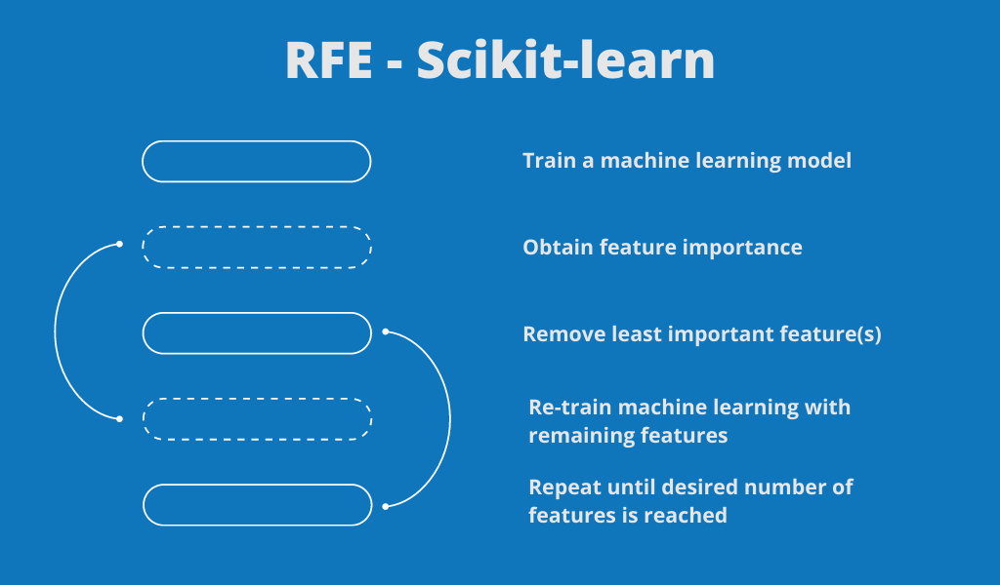 RFE - Scikit-learn
Train a machine learning model
Obtain feature importance
Remove least important feature(s)
Re-train machine learning with
remaining features
Repeat until desired number of
features is reached